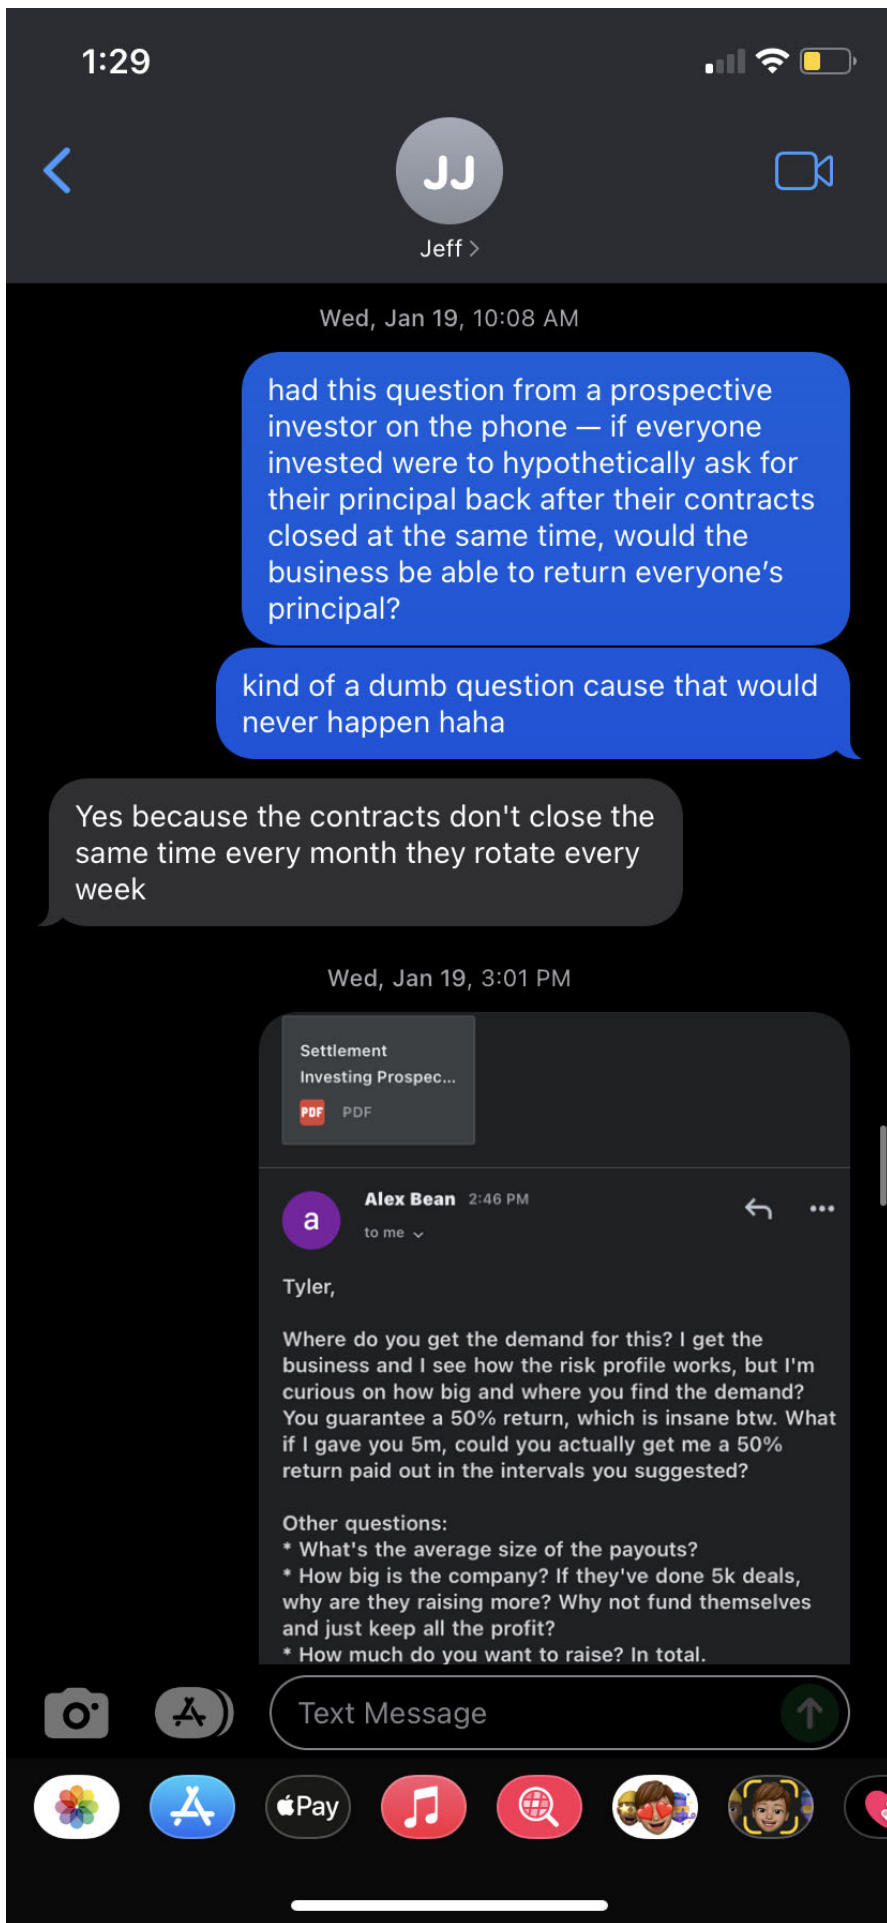 1:29
JJ
Jeff
Wed, Jan 19, 10:08 AM
had this question from a prospective
investor on the phone — if everyone
invested were to hypothetically ask for
their principal back after their contracts
closed at the same time, would the
business be able to return everyone's
principal?
kind of a dumb question cause that would
never happen haha
Yes because the contracts don't close the
same time every month they rotate every
week
Wed, Jan 19, 3:01 PM
Settlement
Investing Prospec...
PDF PDF
Alex Bean 2:46 PM
a
to me
Tyler,
Where do you get the demand for this? I get the
business and I see how the risk profile works, but I'm
curious on how big and where you find the demand?
You guarantee a 50% return, which is insane btw. What
if I gave you 5m, could you actually get me a 50%
return paid out in the intervals you suggested?
Other questions:
* What's the average size of the payouts?
* How big is the company? If they've done 5k deals,
why are they raising more? Why not fund themselves
and just keep all the profit?
* How much do you want to raise? In total.
Text Message
Pay